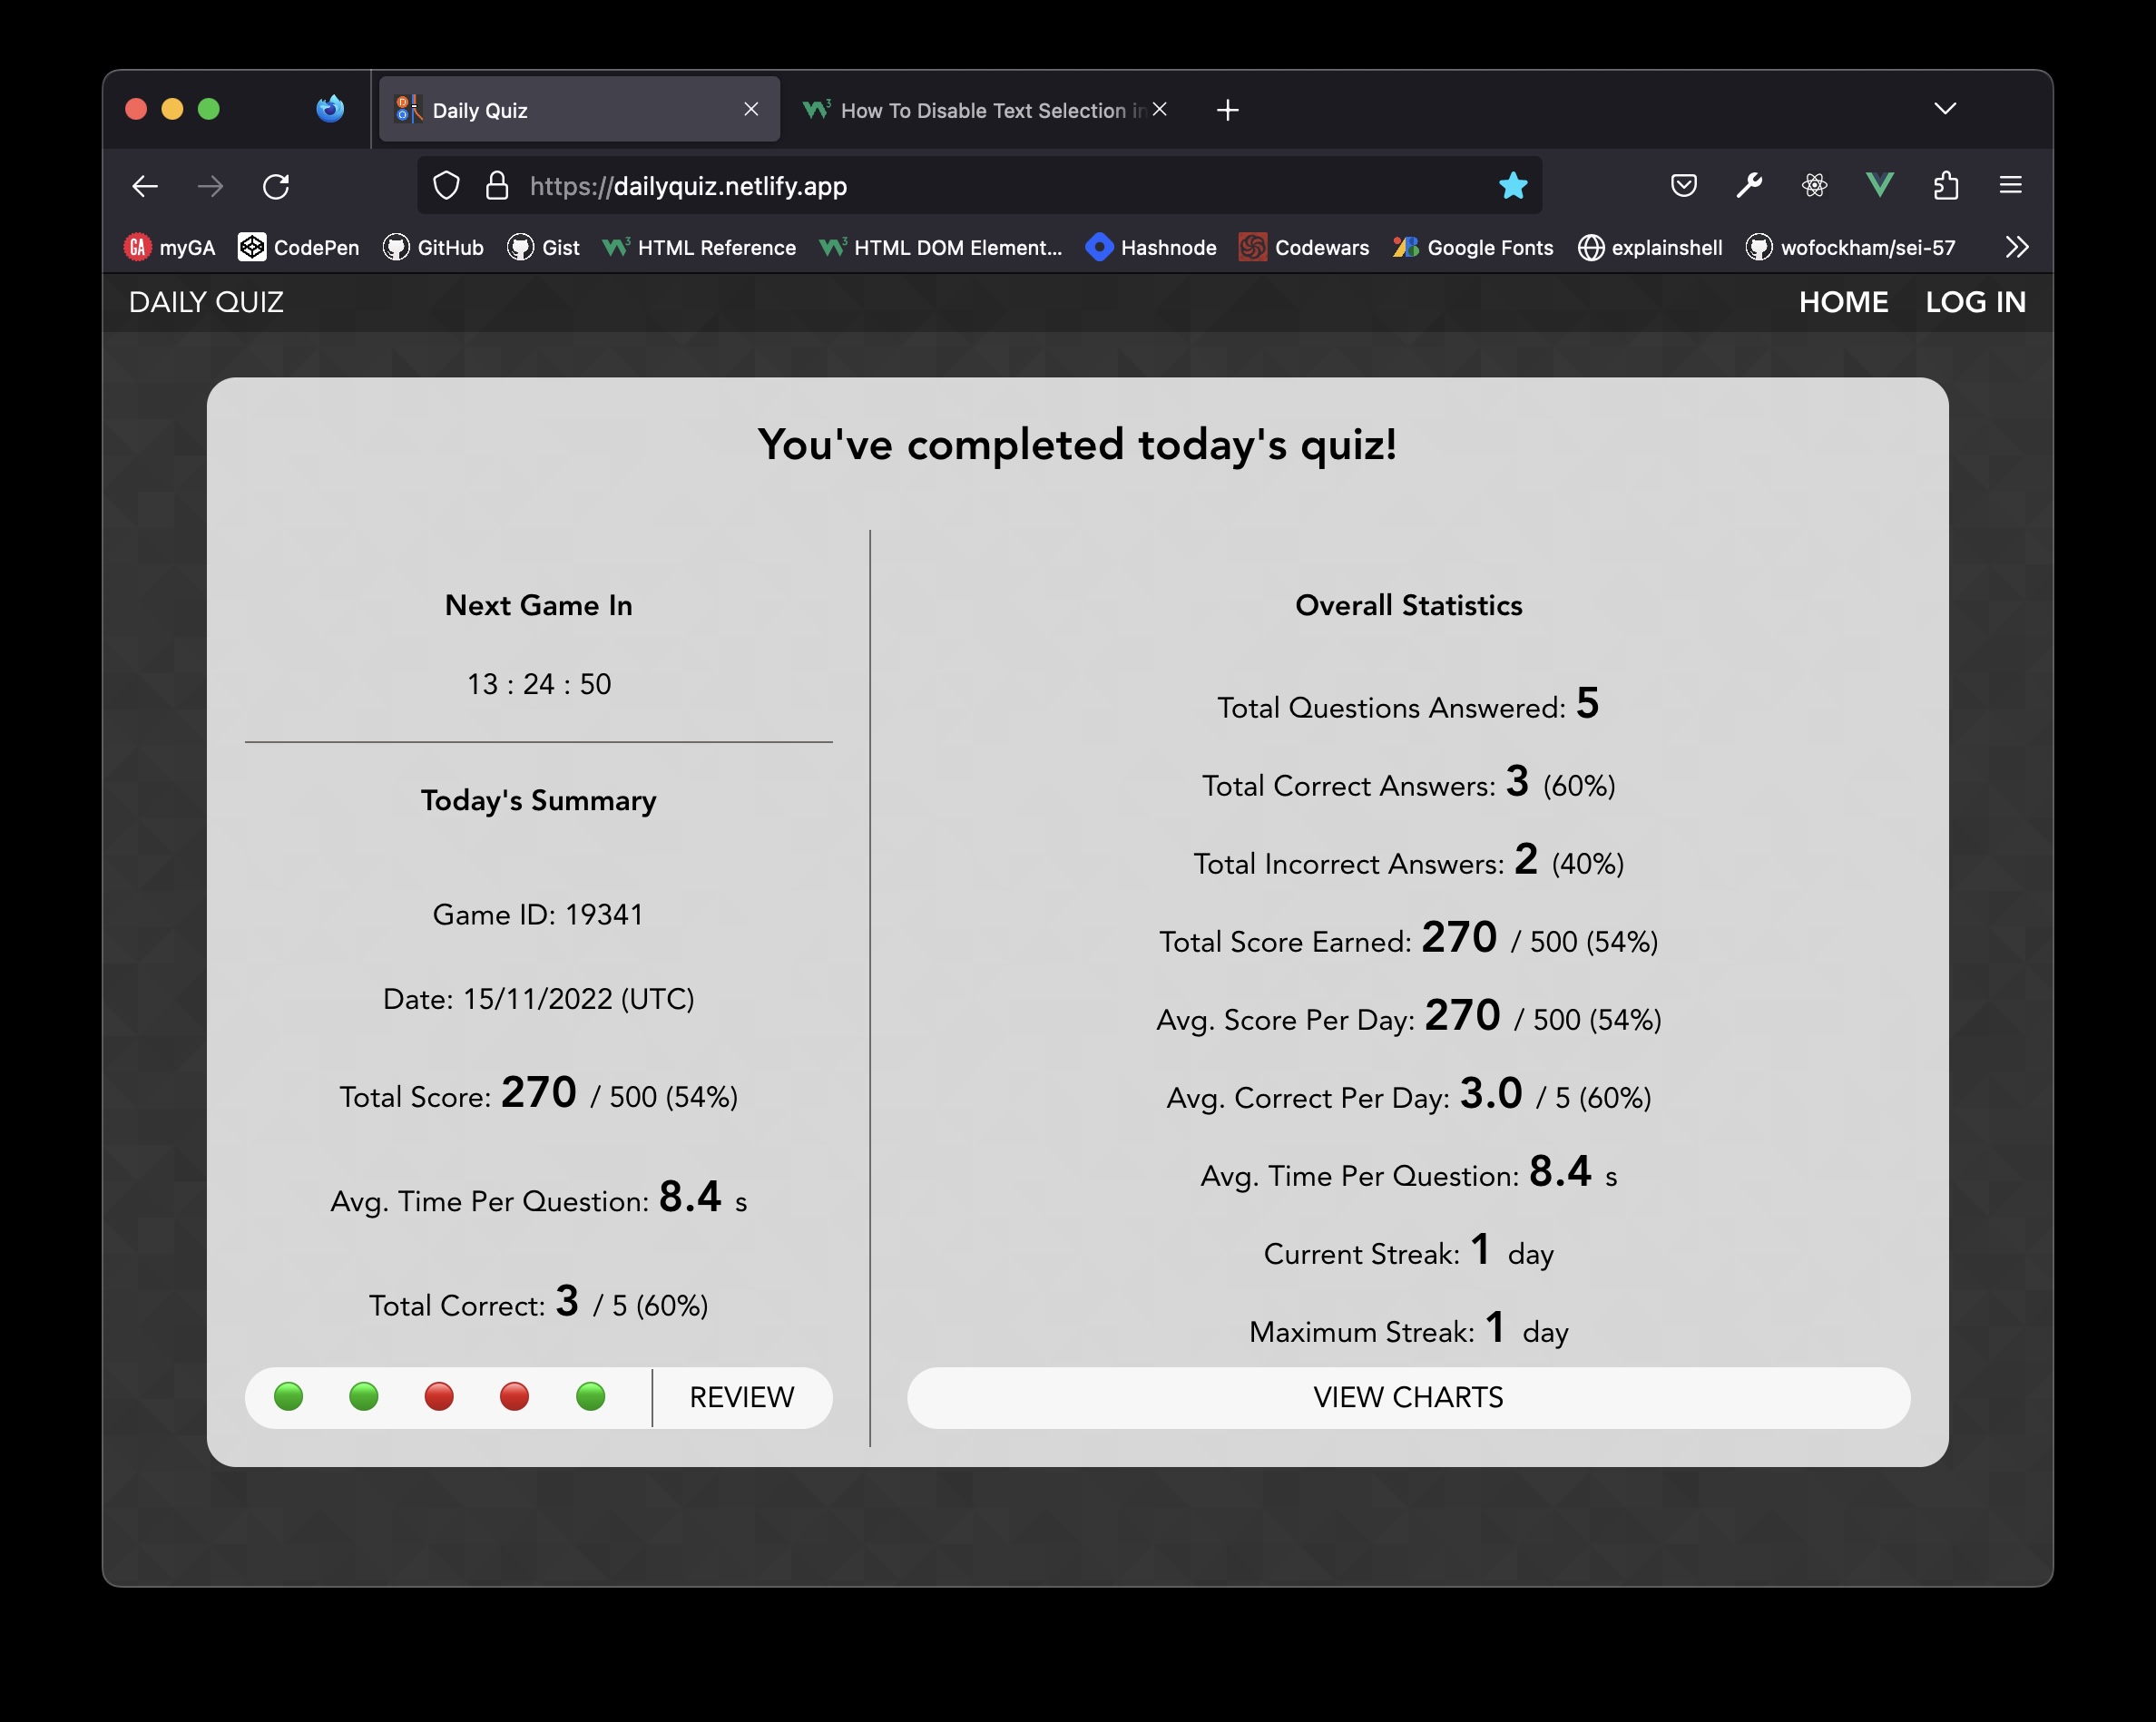 Daily Quiz
How To Disable Text Selection in
https://dailyquiz.netlify.app
GA myGA CodePen GitHub Gist HTML Reference HTML DOM Element... Hashnode Codewars Google Fonts explainshell wofockham/sei-57
DAILY QUIZ HOME LOG IN
You've completed today's quiz!
Next Game In
13 : 24 : 50
Today's Summary
Game ID: 19341
Date: 15/11/2022 (UTC)
Total Score: 270 / 500 (54%)
Avg. Time Per Question: 8.4 s
Total Correct: 3 / 5 (60%)
REVIEW
Overall Statistics
Total Questions Answered: 5
Total Correct Answers: 3 (60%)
Total Incorrect Answers: 2 (40%)
Total Score Earned: 270 / 500 (54%)
Avg. Score Per Day: 270 / 500 (54%)
Avg. Correct Per Day: 3.0 / 5 (60%)
Avg. Time Per Question: 8.4 s
Current Streak: 1 day
Maximum Streak: 1 day
VIEW CHARTS